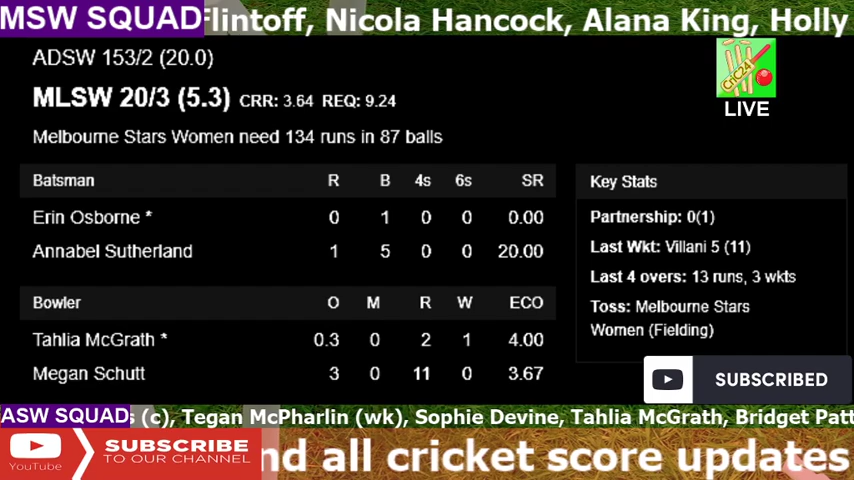 MSW SQUAD Flintoff, Nicola Hancock, Alana King, Holly
ADSW 153/2 (20.0)
MLSW 20/3 (5.3) CRR: 3.64 REQ: 9.24
Melbourne Stars Women need 134 runs in 87 balls
CriC24
LIVE
Batsman R B 4s 6s SR
Erin Osborne * 0 1 0 0 0.00
Annabel Sutherland 1 5 0 0 20.00
Bowler O M R W ECO
Tahlia McGrath * 0.3 0 2 1 4.00
Megan Schutt 3 0 11 0 3.67
Key Stats
Partnership: 0(1)
Last Wkt: Villani 5 (11)
Last 4 overs: 13 runs, 3 wkts
Toss: Melbourne Stars
Women (Fielding)
SUBSCRIBED
ASW SQUAD s (c), Tegan McPharlin (wk), Sophie Devine, Tahlia McGrath, Bridget Patt
YouTube
SUBSCRIBE
TO OUR CHANNEL
nd all cricket score updates